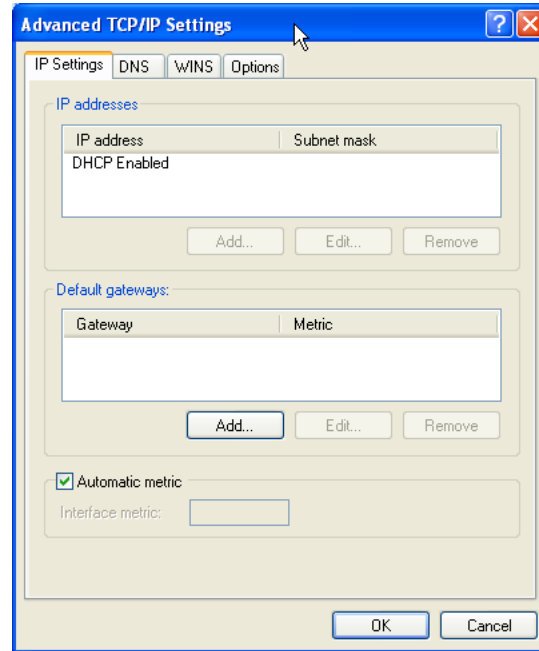 Advanced TCP/IP Settings
IP Settings DNS WINS Options
IP addresses
IP address Subnet mask
DHCP Enabled
Add... Edit... Remove
Default gateways:
Gateway Metric
Add... Edit... Remove
Automatic metric
Interface metric:
OK Cancel